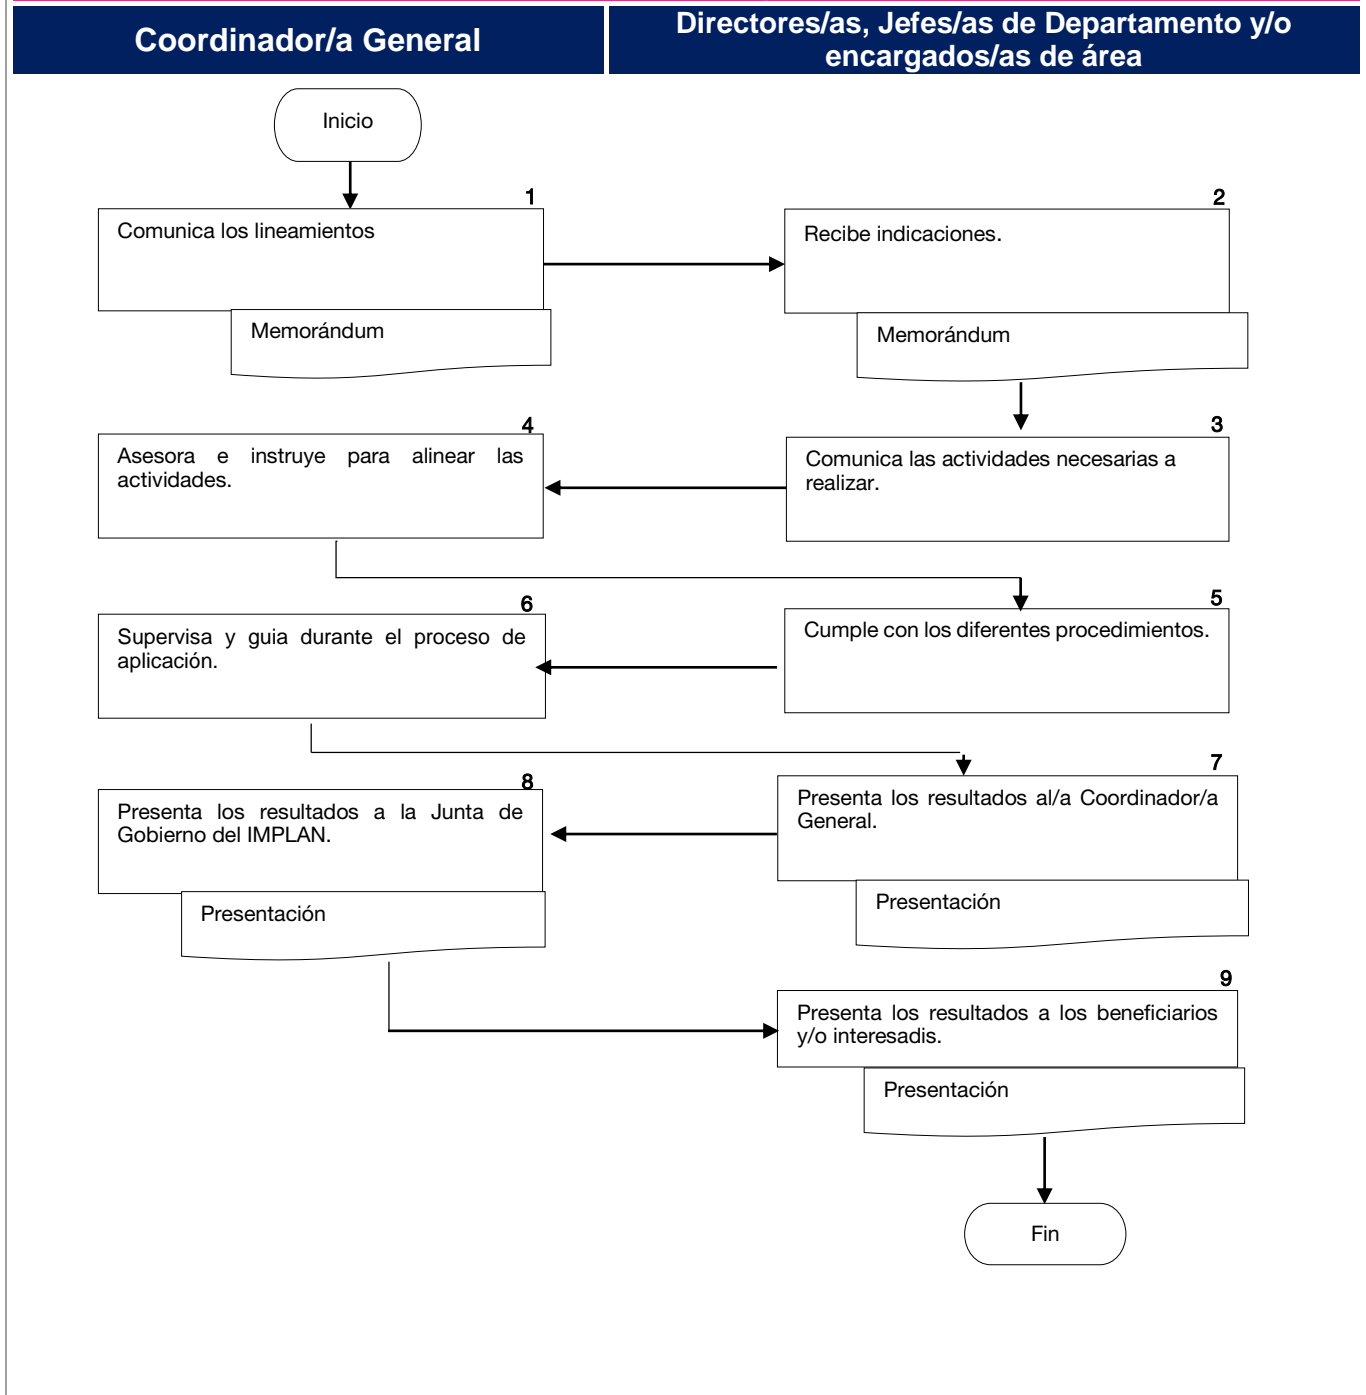 Coordinador/a General
Directores/as, Jefes/as de Departamento y/o
encargados/as de área
Inicio
1
Comunica los lineamientos
Memorándum
2
Recibe indicaciones.
Memorándum
3
Comunica las actividades necesarias a
realizar.
4
Asesora e instruye para alinear las
actividades.
5
Cumple con los diferentes procedimientos.
6
Supervisa y guia durante el proceso de
aplicación.
7
Presenta los resultados al/a Coordinador/a
General.
Presentación
8
Presenta los resultados a la Junta de
Gobierno del IMPLAN.
Presentación
9
Presenta los resultados a los beneficiarios
y/o interesadis.
Presentación
Fin